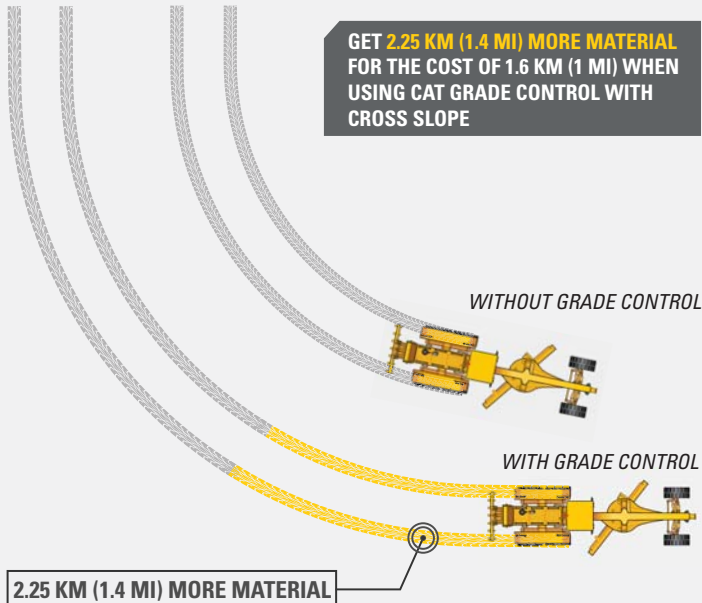 GET 2.25 KM (1.4 MI) MORE MATERIAL
FOR THE COST OF 1.6 KM (1 MI) WHEN
USING CAT GRADE CONTROL WITH
CROSS SLOPE
WITHOUT GRADE CONTROL
WITH GRADE CONTROL
2.25 KM (1.4 MI) MORE MATERIAL